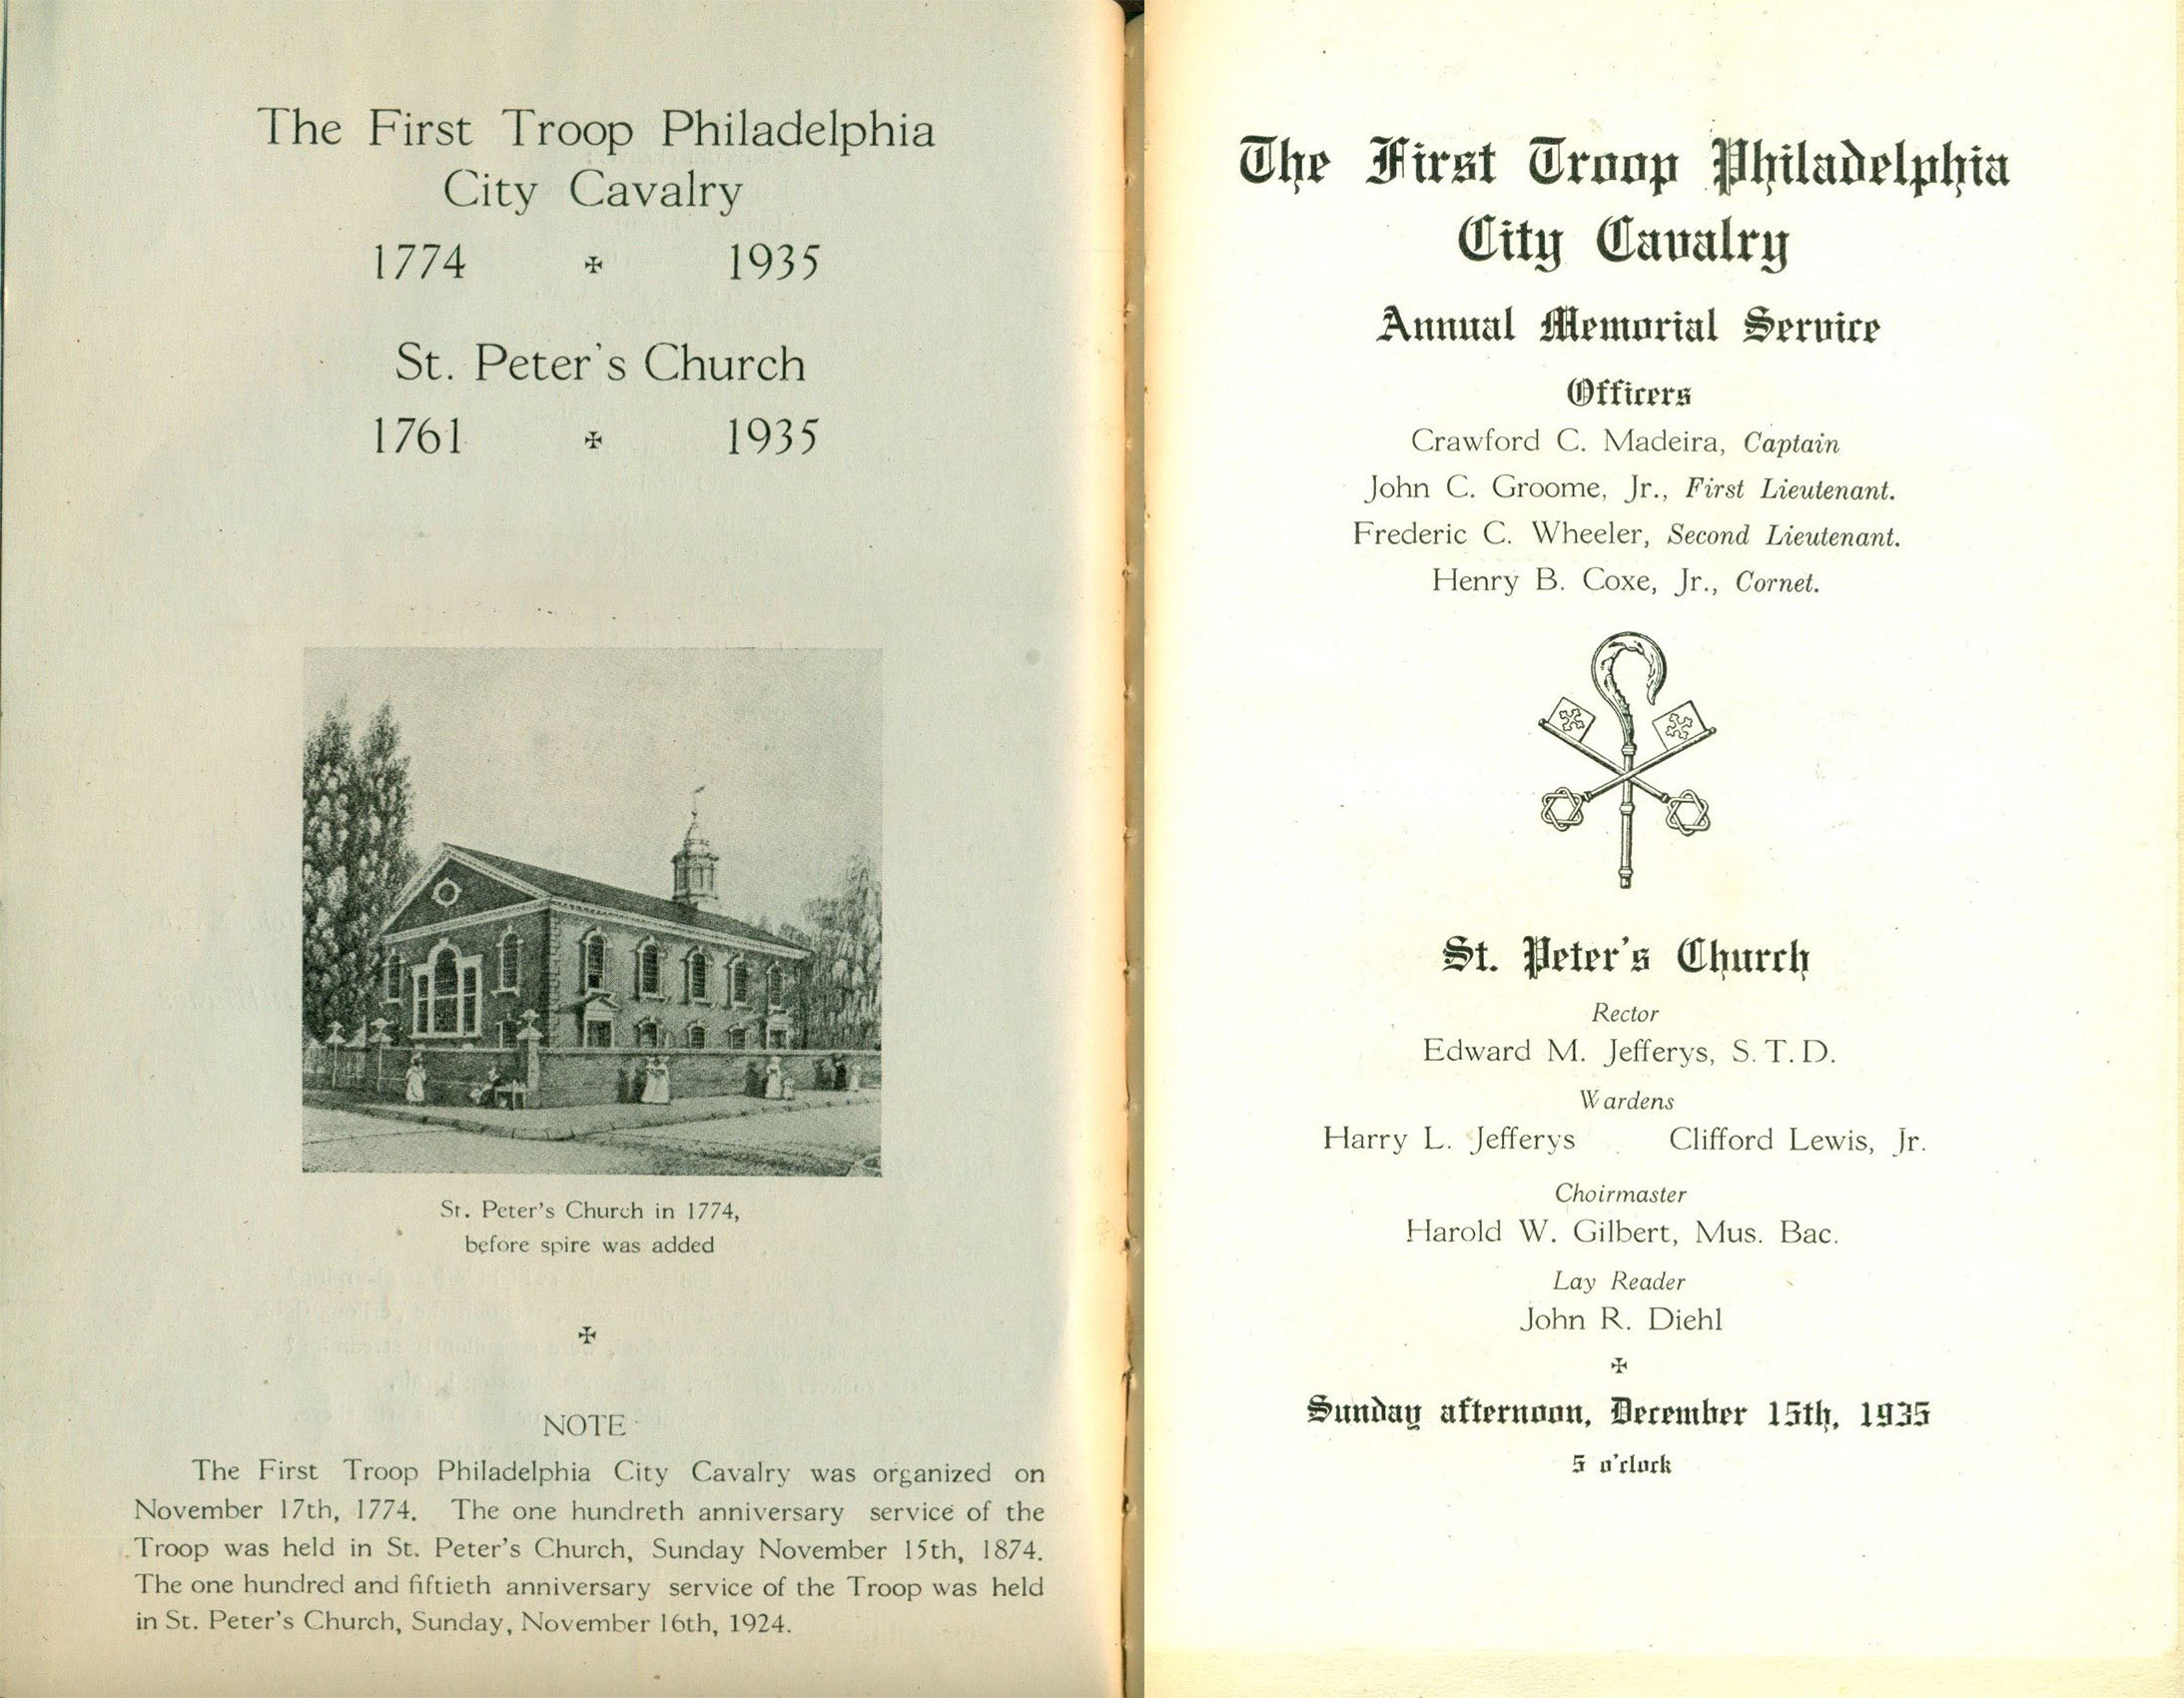 The First Troop Philadelphia
City Cavalry
1774 ✠ 1935
St. Peter's Church
1761 ✠ 1935
St. Peter's Church in 1774,
before spire was added
✠
NOTE
The First Troop Philadelphia City Cavalry was organized on
November 17th, 1774. The one hundreth anniversary service of the
Troop was held in St. Peter's Church, Sunday November 15th, 1874.
The one hundred and fiftieth anniversary service of the Troop was held
in St. Peter's Church, Sunday, November 16th, 1924.
The First Troop Philadelphia
City Cavalry
Annual Memorial Service
Officers
Crawford C. Madeira, Captain
John C. Groome, Jr., First Lieutenant.
Frederic C. Wheeler, Second Lieutenant.
Henry B. Coxe, Jr., Cornet.
St. Peter's Church
Rector
Edward M. Jefferys, S.T.D.
Wardens
Harry L. Jefferys Clifford Lewis, Jr.
Choirmaster
Harold W. Gilbert, Mus. Bac.
Lay Reader
John R. Diehl
✠
Sunday afternoon, December 15th, 1935
5 o'clock